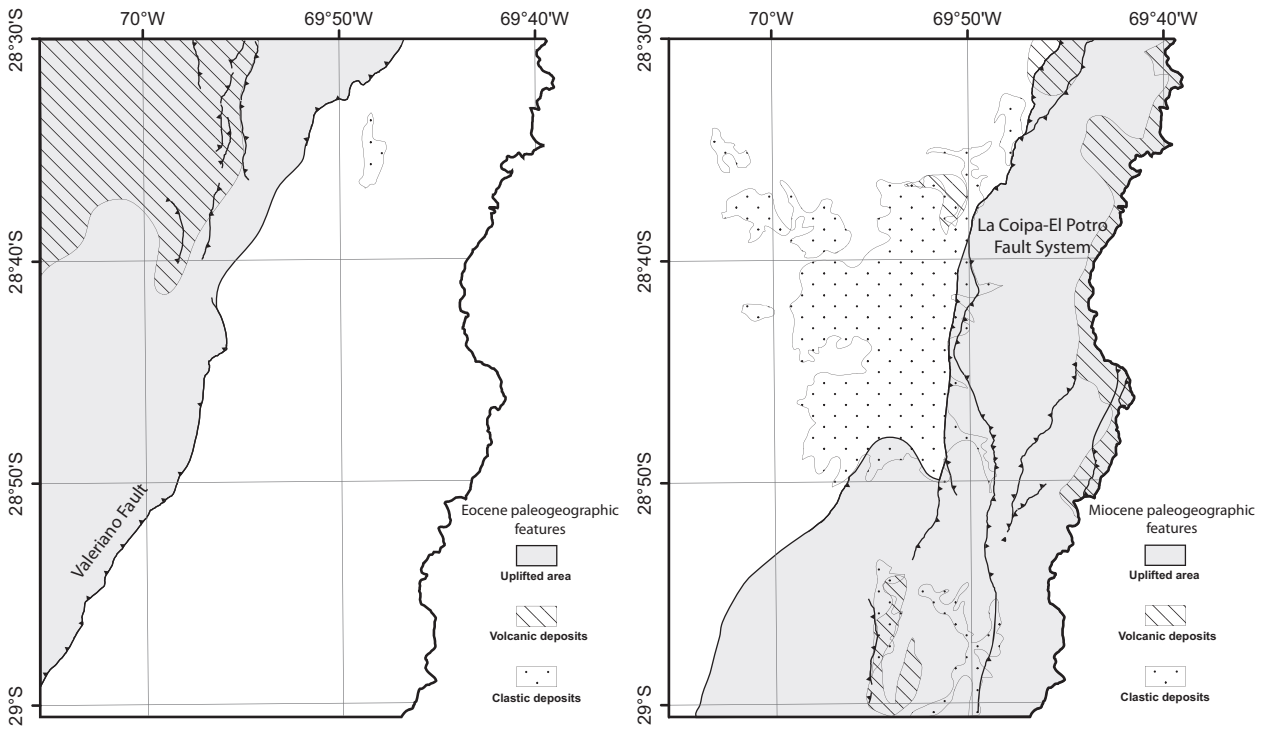 70°W 69°50'W 69°40'W
28°30'S
28°40'S
28°50'S
29°S
Valeriano Fault
Eocene paleogeographic
features
Uplifted area
Volcanic deposits
Clastic deposits
70°W 69°50'W 69°40'W
28°30'S
28°40'S
28°50'S
29°S
La Coipa-El Potro
Fault System
Miocene paleogeographic
features
Uplifted area
Volcanic deposits
Clastic deposits